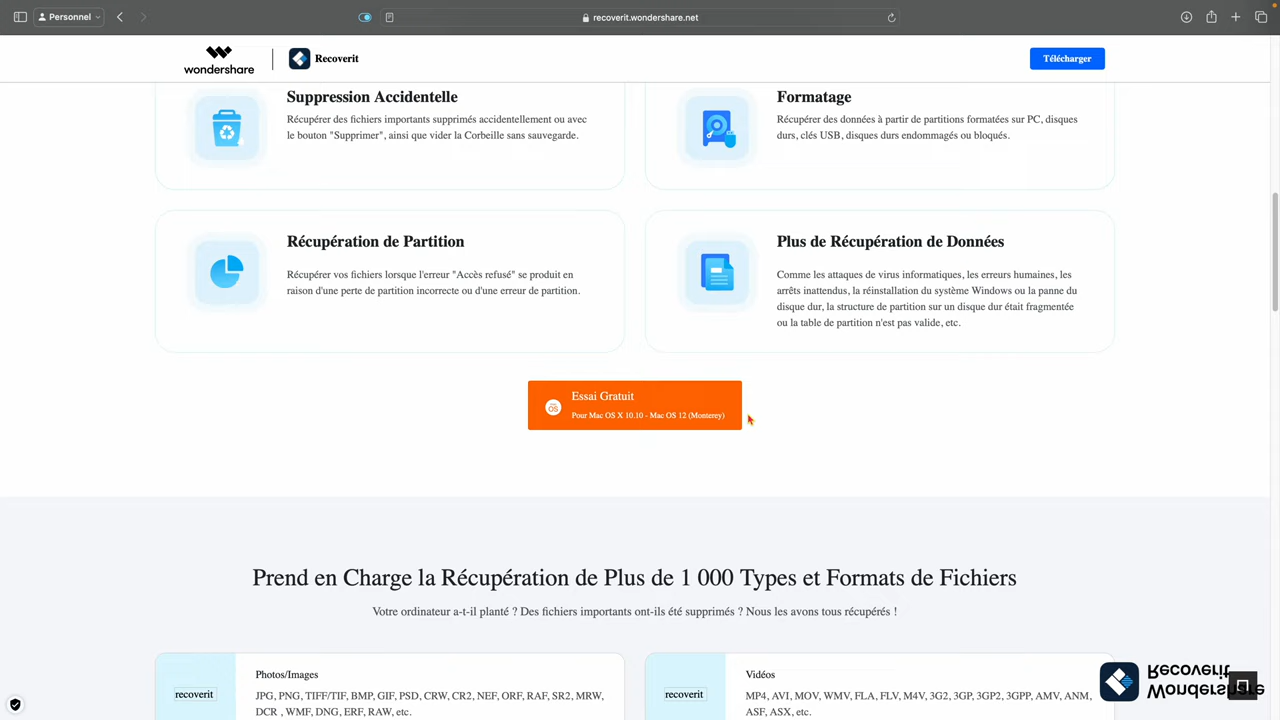 Personnel
recoverit.wondershare.net
wondershare
Recoverit
Télécharger
Suppression Accidentelle
Récupérer des fichiers importants supprimés accidentellement ou avec
le bouton "Supprimer", ainsi que vider la Corbeille sans sauvegarde.
Formatage
Récupérer des données à partir de partitions formatées sur PC, disques
durs, clés USB, disques durs endommagés ou bloqués.
Récupération de Partition
Récupérer vos fichiers lorsque l'erreur "Accès refusé" se produit en
raison d'une perte de partition incorrecte ou d'une erreur de partition.
Plus de Récupération de Données
Comme les attaques de virus informatiques, les erreurs humaines, les
arrêts inattendus, la réinstallation du système Windows ou la panne du
disque dur, la structure de partition sur un disque dur était fragmentée
ou la table de partition n'est pas valide, etc.
Essai Gratuit
Pour Mac OS X 10.10 - Mac OS 12 (Monterey)
Prend en Charge la Récupération de Plus de 1 000 Types et Formats de Fichiers
Votre ordinateur a-t-il planté ? Des fichiers importants ont-ils été supprimés ? Nous les avons tous récupérés !
recoverit
Photos/Images
JPG, PNG, TIFF/TIF, BMP, GIF, PSD, CRW, CR2, NEF, ORF, RAF, SR2, MRW,
DCR , WMF, DNG, ERF, RAW, etc.
recoverit
Vidéos
MP4, AVI, MOV, WMV, FLA, FLV, M4V, 3G2, 3GP, 3GP2, 3GPP, AMV, ANM,
ASF, ASX, etc.
Recoverit
Wondershare